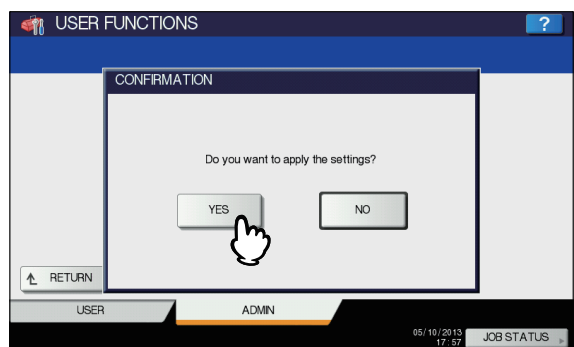 USER FUNCTIONS
?
CONFIRMATION
Do you want to apply the settings?
YES
NO
RETURN
USER
ADMIN
05/10/2013
17:57
JOB STATUS